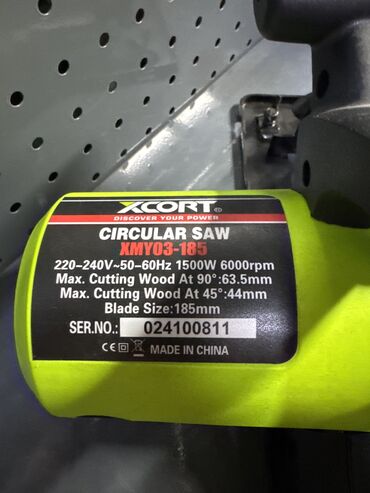 XCORT®
DISCOVER YOUR POWER
CIRCULAR SAW
XMY03-185
220-240V~50-60Hz 1500W 6000rpm
Max. Cutting Wood At 90°:63.5mm
Max. Cutting Wood At 45°:44mm
Blade Size:185mm
SER.NO.: 024100811
CE MADE IN CHINA